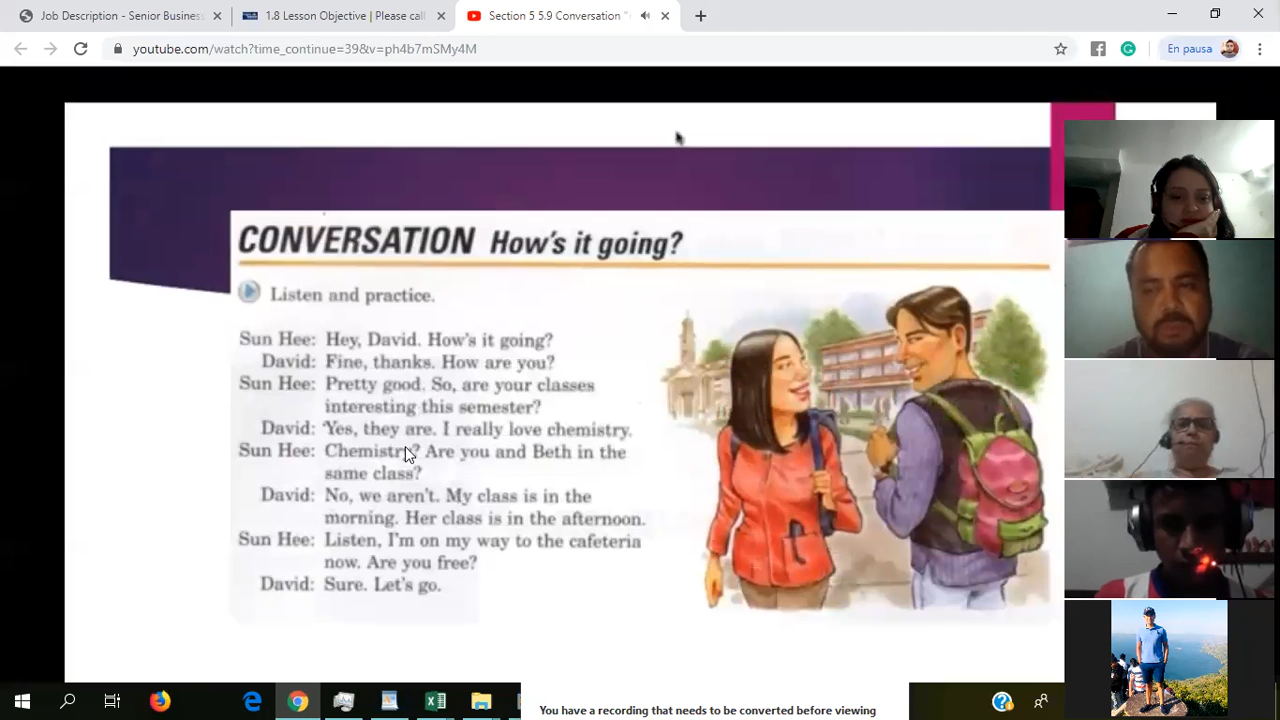 Job Description - Senior Busines
1.8 Lesson Objective | Please call
Section 5 5.9 Conversation "
youtube.com/watch?time_continue=39&v=ph4b7mSMy4M
En pausa
CONVERSATION How's it going?
Listen and practice.
Sun Hee: Hey, David. How's it going?
David: Fine, thanks. How are you?
Sun Hee: Pretty good. So, are your classes
interesting this semester?
David: Yes, they are. I really love chemistry.
Sun Hee: Chemistry? Are you and Beth in the
same class?
David: No, we aren't. My class is in the
morning. Her class is in the afternoon.
Sun Hee: Listen, I'm on my way to the cafeteria
now. Are you free?
David: Sure. Let's go.
You have a recording that needs to be converted before viewing